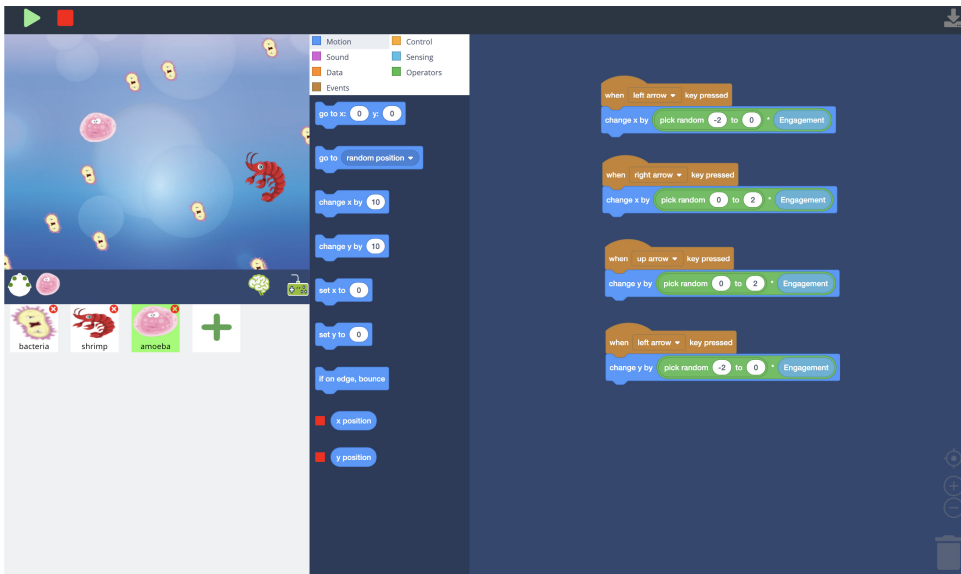 Motion Control
Sound Sensing
Data Operators
Events
go to x: 0 y: 0
go to random position
change x by 10
change y by 10
set x to 0
set y to 0
if on edge, bounce
x position
y position
bacteria shrimp amoeba
when left arrow key pressed
change x by pick random -2 to 0 * Engagement
when right arrow key pressed
change x by pick random 0 to 2 * Engagement
when up arrow key pressed
change y by pick random 0 to 2 * Engagement
when left arrow key pressed
change y by pick random -2 to 0 * Engagement